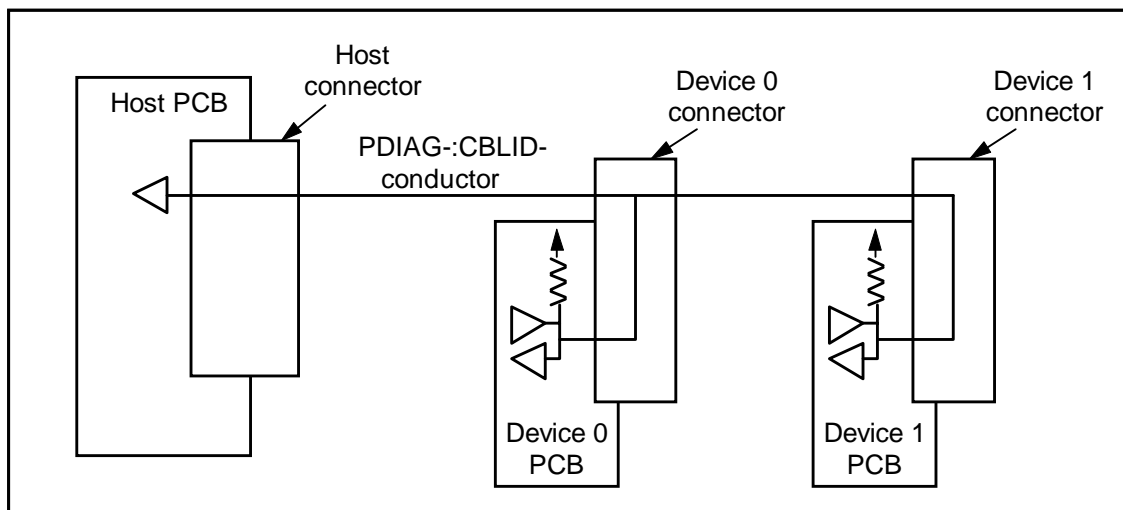 Host
connector
Host PCB
Device 0
connector
Device 1
connector
PDIAG-:CBLID-
conductor
Device 0
PCB
Device 1
PCB